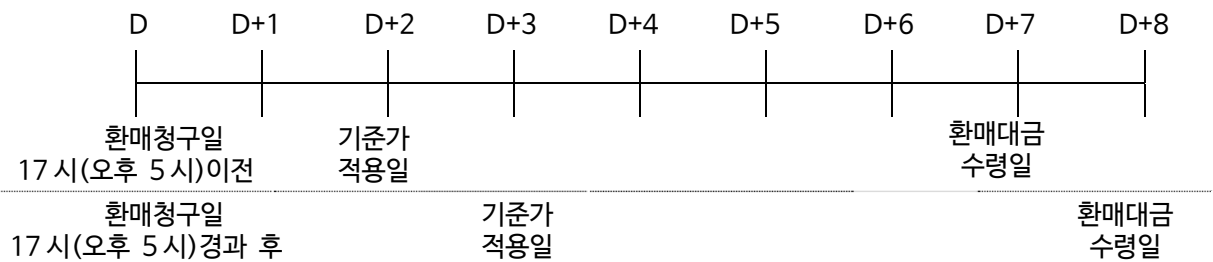 D D+1 D+2 D+3 D+4 D+5 D+6 D+7 D+8
환매청구일 기준가 환매대금
17시(오후 5시)이전 적용일 수령일
환매청구일 기준가 환매대금
17시(오후 5시)경과 후 적용일 수령일